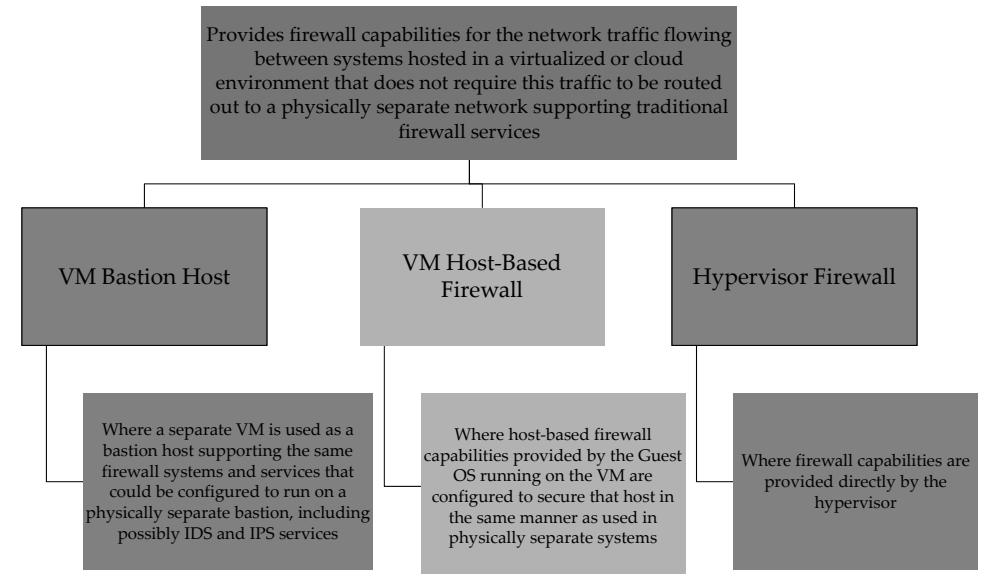 Provides firewall capabilities for the network traffic flowing
between systems hosted in a virtualized or cloud
environment that does not require this traffic to be routed
out to a physically separate network supporting traditional
firewall services
VM Bastion Host
VM Host-Based
Firewall
Hypervisor Firewall
Where a separate VM is used as a
bastion host supporting the same
firewall systems and services that
could be configured to run on a
physically separate bastion, including
possibly IDS and IPS services
Where host-based firewall
capabilities provided by the Guest
OS running on the VM are
configured to secure that host in
the same manner as used in
physically separate systems
Where firewall capabilities are
provided directly by the
hypervisor